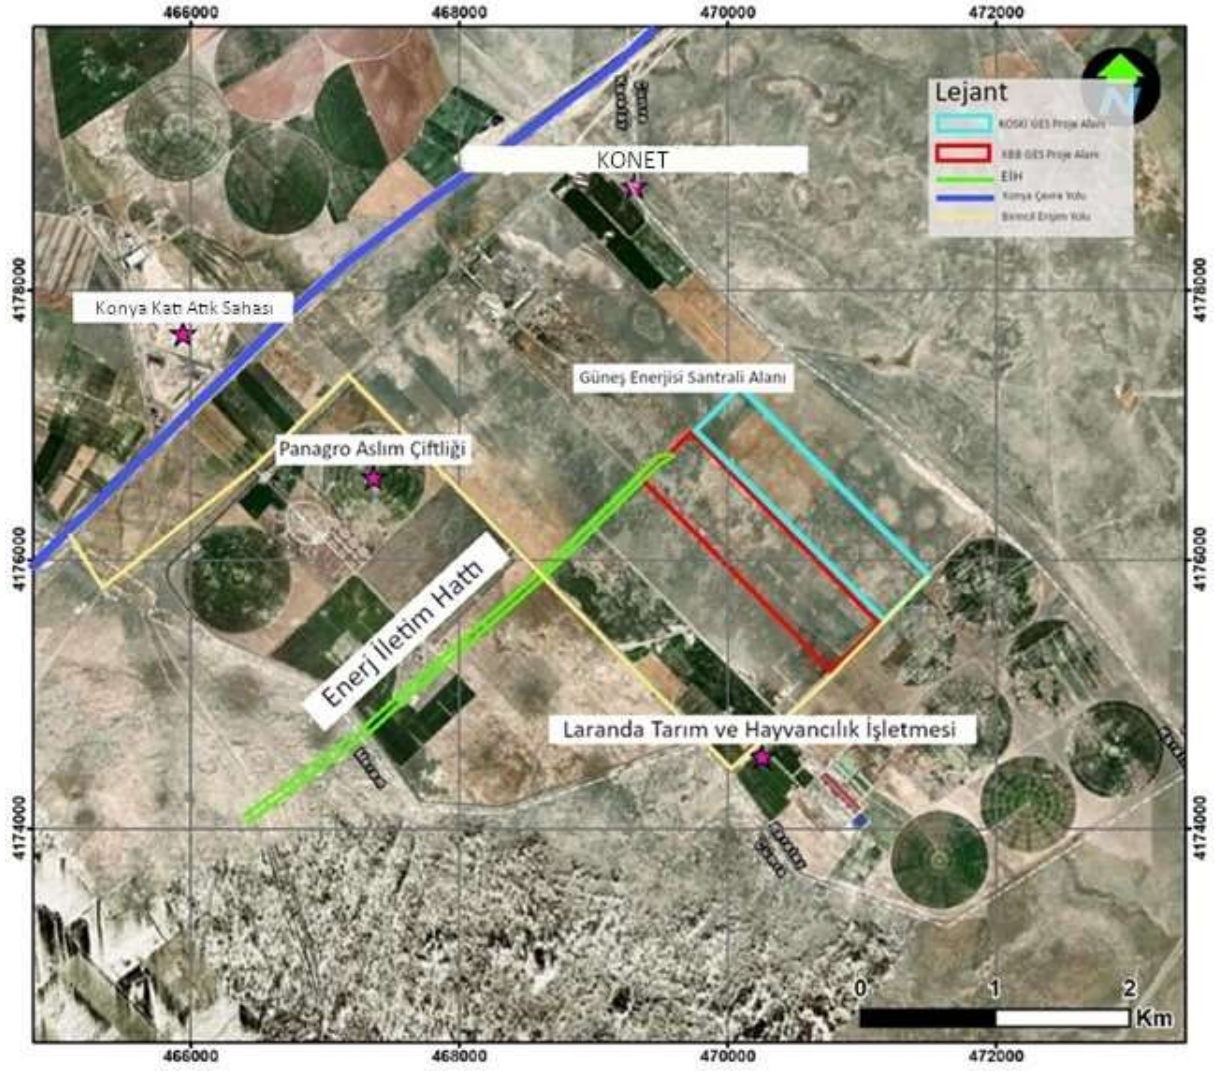 466000 468000 470000 472000
Lejant
KOSKİ GES Proje Alanı
KBB GES Proje Alanı
EİH
Konya Çevre Yolu
Birincil Erişim Yolu
N
KONET
4178000 4178000
Konya Katı Atık Sahası
Güneş Enerjisi Santrali Alanı
Panagro Aslım Çiftliği
4176000 4176000
Enerj İletim Hattı
Laranda Tarım ve Hayvancılık İşletmesi
4174000 4174000
0 1 2
Km
466000 468000 470000 472000